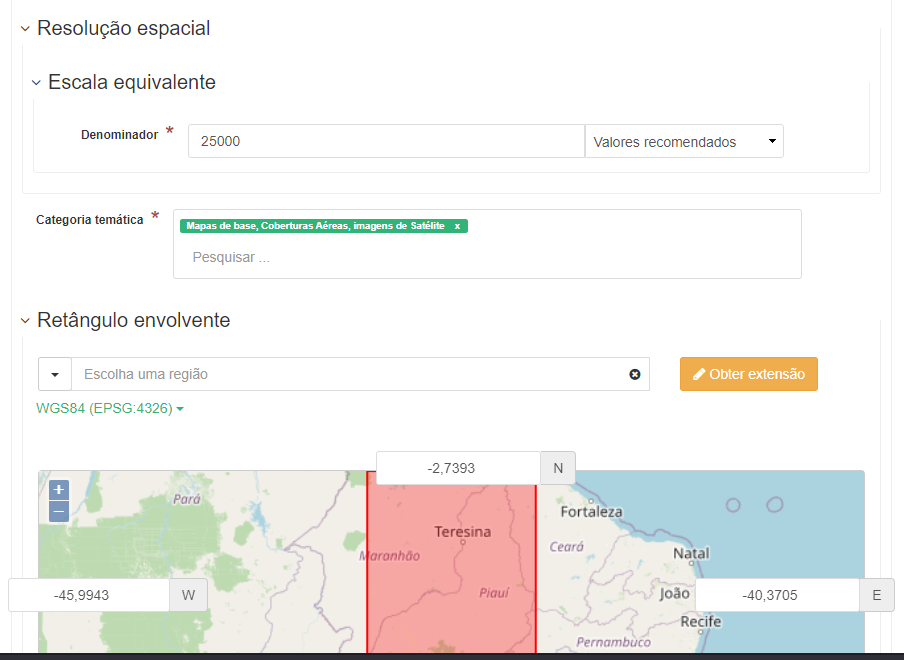 Resolução espacial
Escala equivalente
Denominador *
25000
Valores recomendados
Categoria temática *
Mapas de base, Coberturas Aéreas, imagens de Satélite x
Pesquisar ...
Retângulo envolvente
Escolha uma região
Obter extensão
WGS84 (EPSG:4326)
-2,7393 N
+
−
Pará
Fortaleza
Teresina
Maranhão
Ceará
Natal
-45,9943 W
Piauí
João
-40,3705 E
Recife
Pernambuco